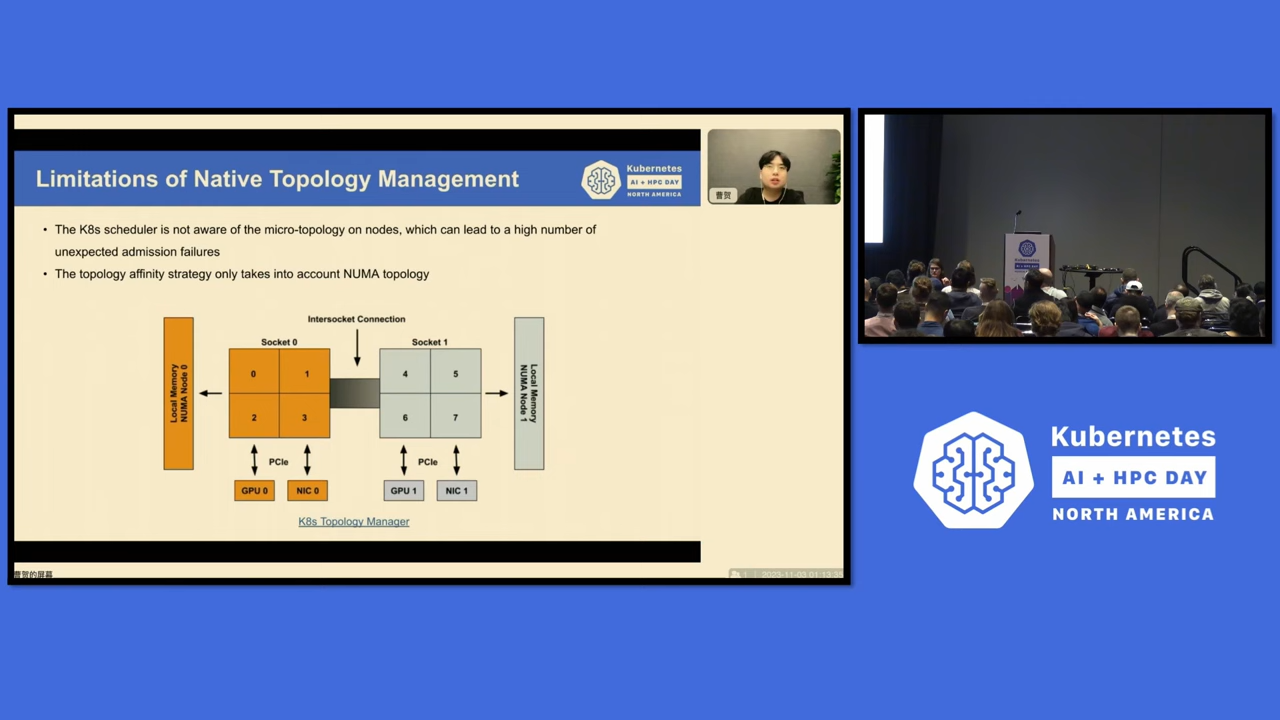 Limitations of Native Topology Management
Kubernetes
AI + HPC DAY
NORTH AMERICA
• The K8s scheduler is not aware of the micro-topology on nodes, which can lead to a high number of
unexpected admission failures
• The topology affinity strategy only takes into account NUMA topology
Intersocket Connection
Socket 0
Socket 1
Local Memory
NUMA Node 0
0
1
2
3
4
5
6
7
Local Memory
NUMA Node 1
PCIe
PCIe
GPU 0
NIC 0
GPU 1
NIC 1
K8s Topology Manager
曹贺的屏幕
曹贺
Kubernetes
AI + HPC DAY
NORTH AMERICA